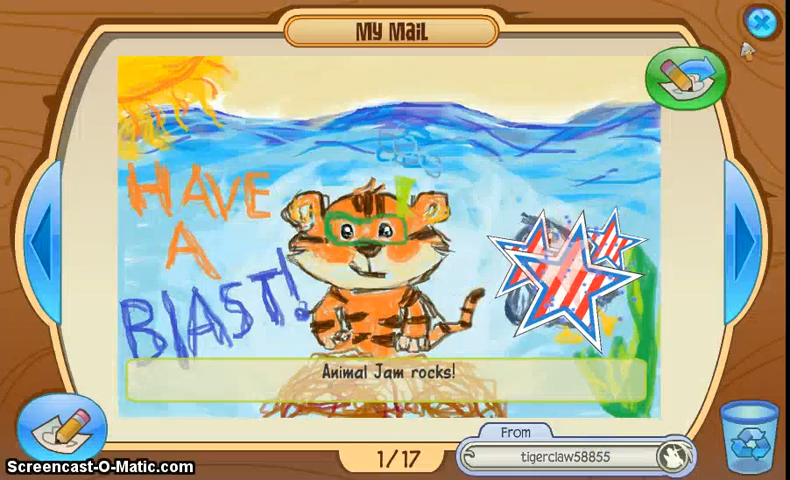 My Mail
HAVE
A
BlAST!
Animal Jam rocks!
From
1/17
tigerclaw58855
Screencast-O-Matic.com